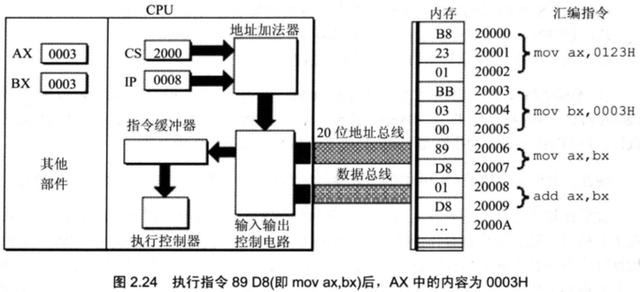 CPU
内存
汇编指令
地址加法器
AX 0003
BX 0003
CS 2000
IP 0008
指令缓冲器
20 位地址总线
数据总线
其他
部件
执行控制器
输入输出
控制电路
B8 20000
23 20001
01 20002
mov ax,0123H
BB 20003
03 20004
00 20005
mov bx,0003H
89 20006
D8 20007
mov ax,bx
01 20008
D8 20009
add ax,bx
… 2000A
图 2.24 执行指令 89 D8(即 mov ax,bx)后，AX 中的内容为 0003H